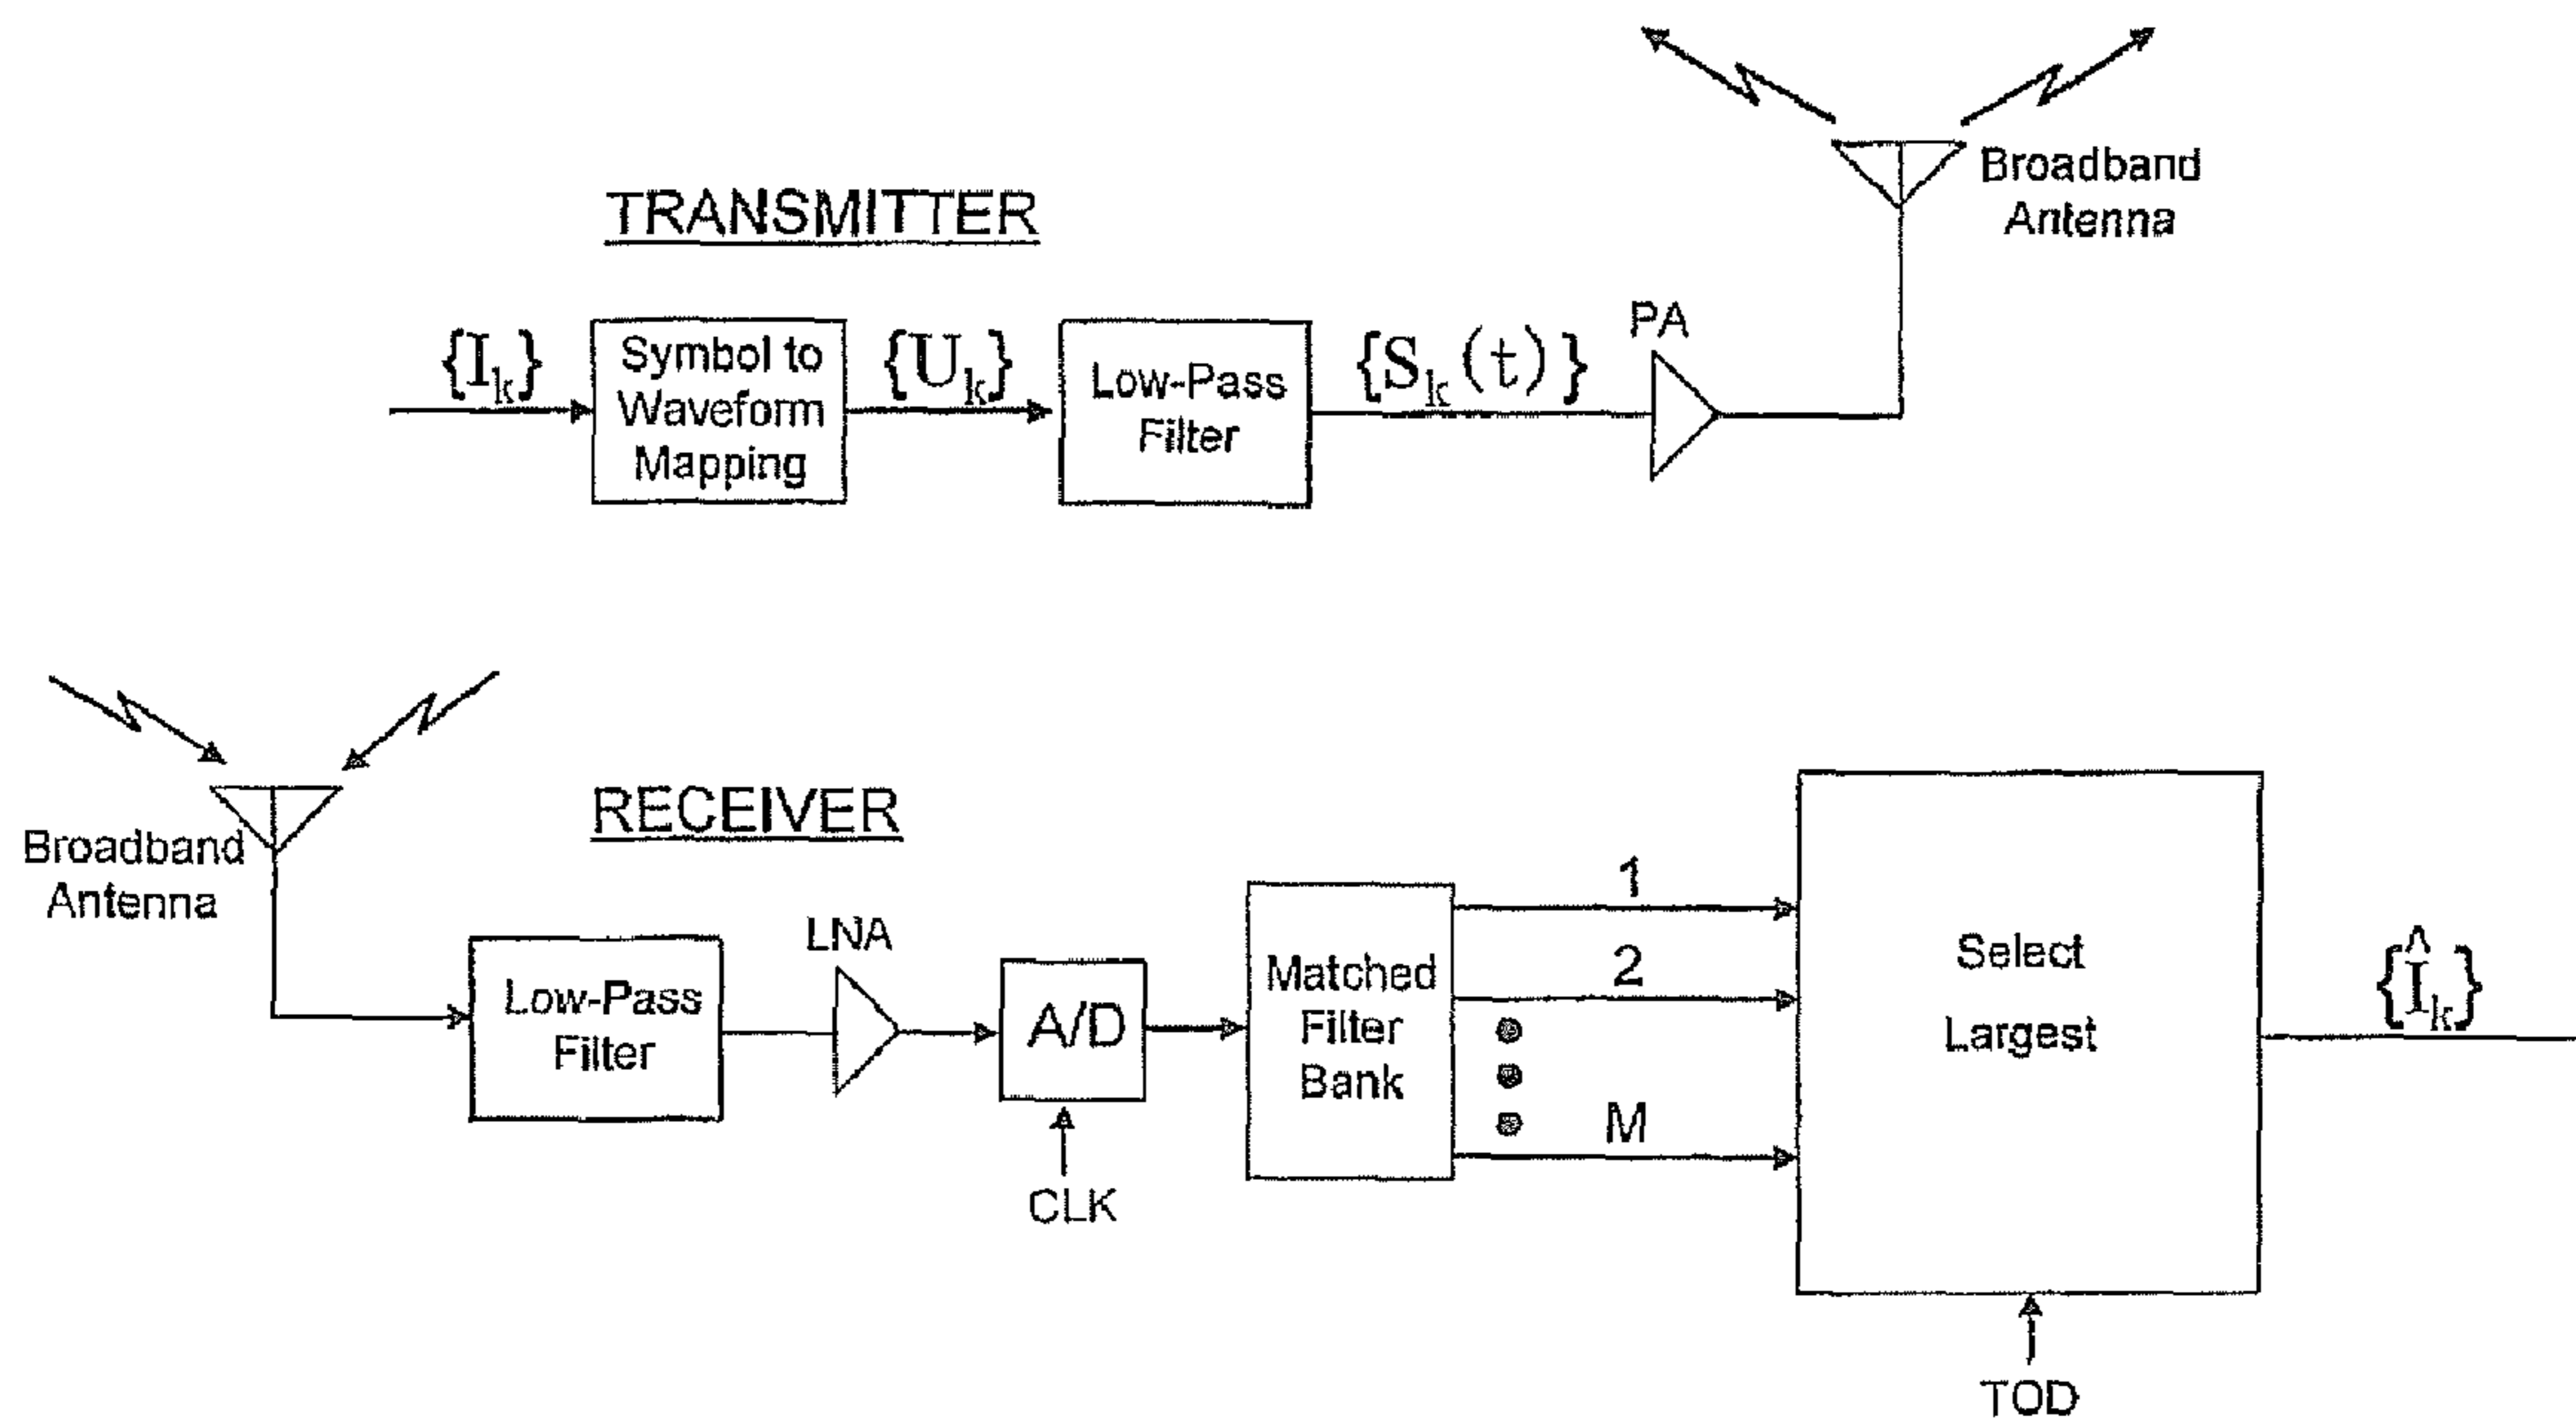 TRANSMITTER
Broadband
Antenna
{I_k}
Symbol to
Waveform
Mapping
{U_k}
Low-Pass
Filter
{S_k(t)}
PA
RECEIVER
Broadband
Antenna
Low-Pass
Filter
LNA
A/D
CLK
Matched
Filter
Bank
1
2
M
Select
Largest
TOD
{Î_k}